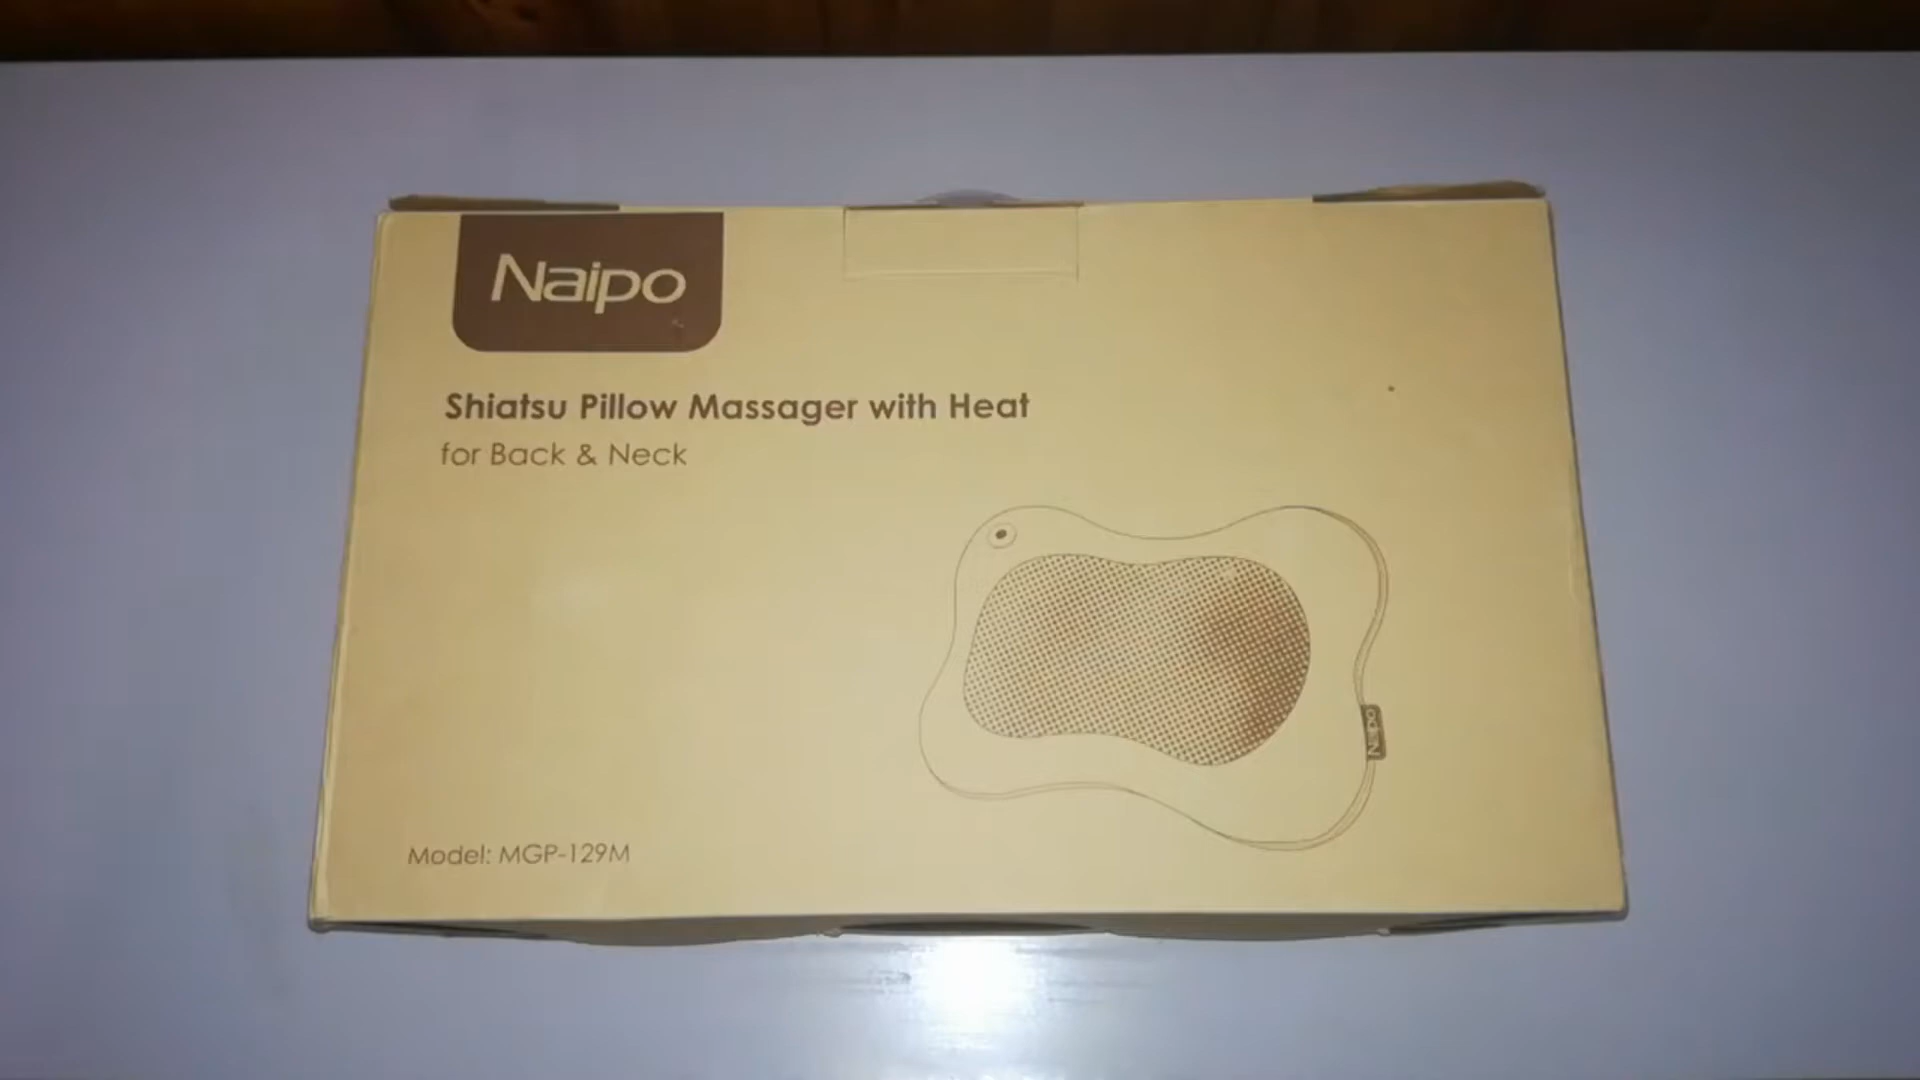 Naipo
Shiatsu Pillow Massager with Heat
for Back & Neck
Naipo
Model: MGP-129M